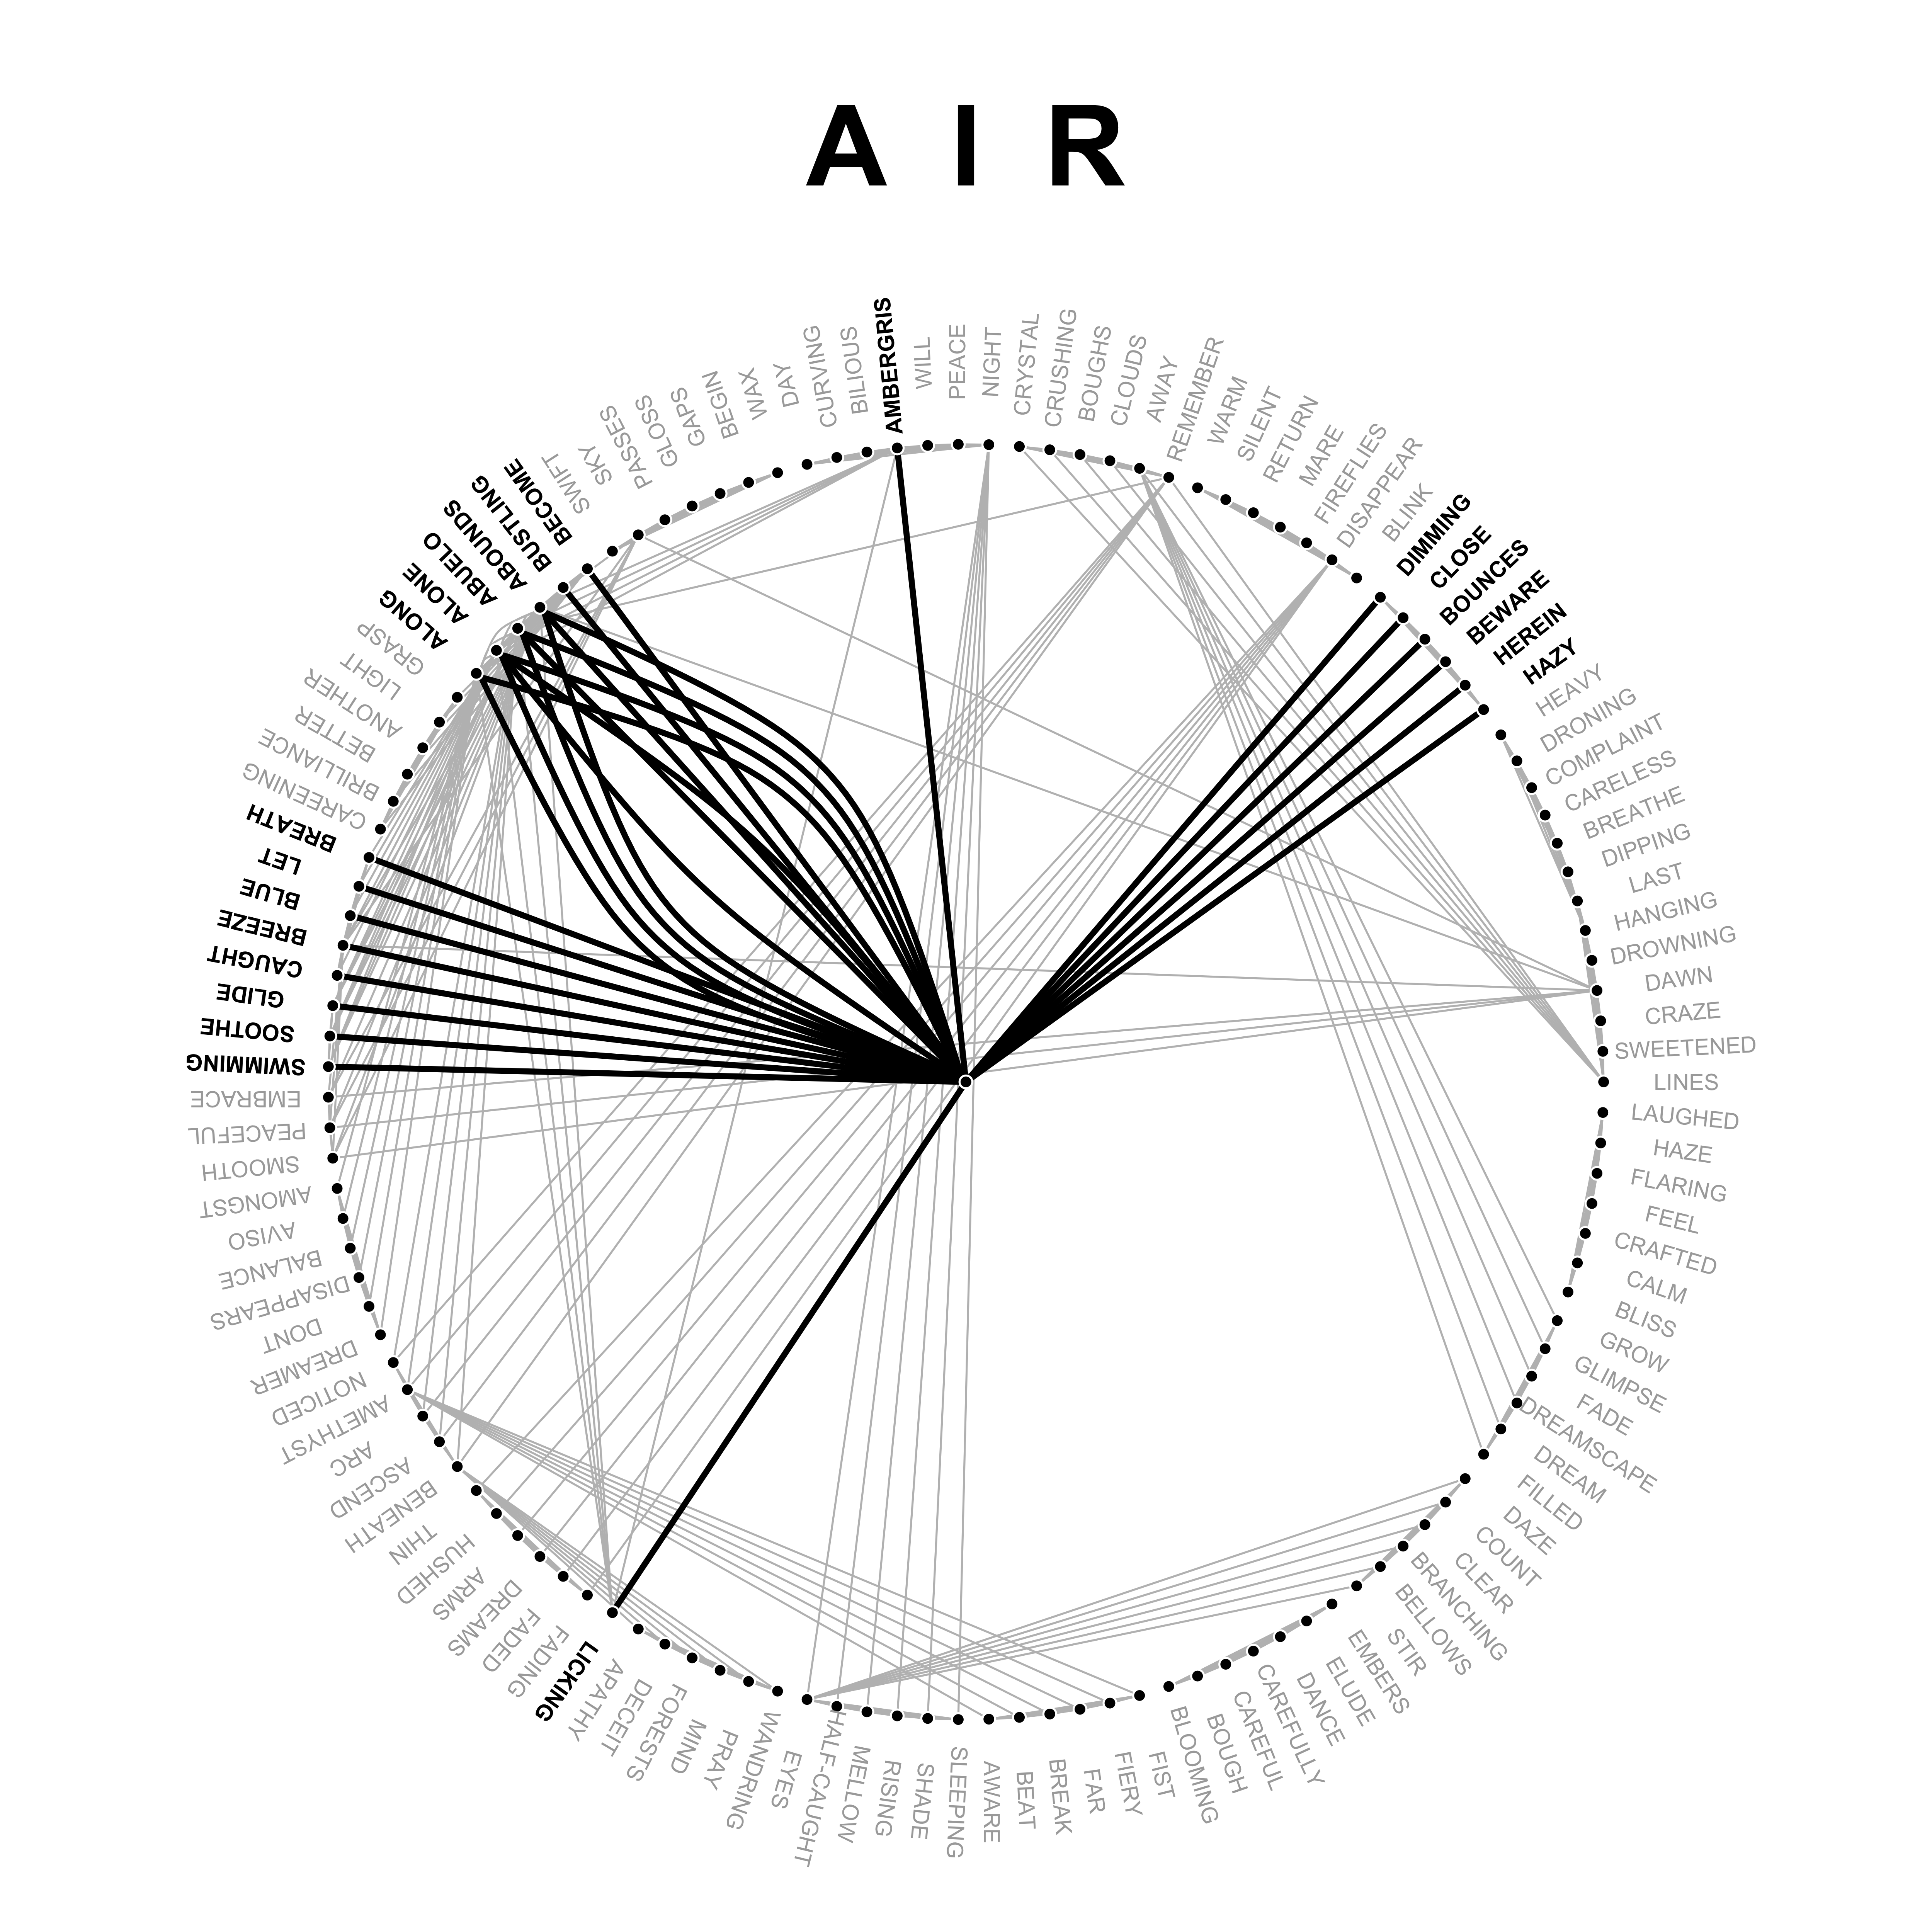 A I R
AMBERGRIS
WILL
PEACE
NIGHT
CRYSTAL
CRUSHING
BOUGHS
CLOUDS
AWAY
REMEMBER
WARM
SILENT
RETURN
MARE
FIREFLIES
DISAPPEAR
BLINK
DIMMING
CLOSE
BOUNCES
BEWARE
HEREIN
HAZY
HEAVY
DRONING
COMPLAINT
CARELESS
BREATHE
DIPPING
LAST
HANGING
DROWNING
DAWN
CRAZE
SWEETENED
LINES
LAUGHED
HAZE
FLARING
FEEL
CRAFTED
CALM
BLISS
GROW
GLIMPSE
FADE
DREAMSCAPE
DREAM
FILLED
DAZE
COUNT
CLEAR
BRANCHING
BELLOWS
STIR
EMBERS
ELUDE
DANCE
CAREFULLY
CAREFUL
BOUGH
BLOOMING
FIST
FIERY
FAR
BREAK
BEAT
AWARE
SLEEPING
SHADE
RISING
MELLOW
HALF-CAUGHT
EYES
WANDRING
PRAY
MIND
FORESTS
DECEIT
APATHY
LICKING
FADING
FADED
DREAMS
ARMS
HUSHED
THIN
BENEATH
ASCEND
ARC
AMETHYST
NOTICED
DREAMER
DONT
DISAPPEARS
BALANCE
AVISO
AMONGST
SMOOTH
PEACEFUL
EMBRACE
SWIMMING
SOOTHE
GLIDE
CAUGHT
BREEZE
BLUE
LET
BREATH
CAREENING
BRILLIANCE
BETTER
ANOTHER
LIGHT
GRASP
ALONG
ALONE
ABUELO
ABOUNDS
BUSTLING
BECOME
SWIFT
SKY
PASSES
GLOSS
GAPS
BEGIN
WAX
DAY
CURVING
BILIOUS